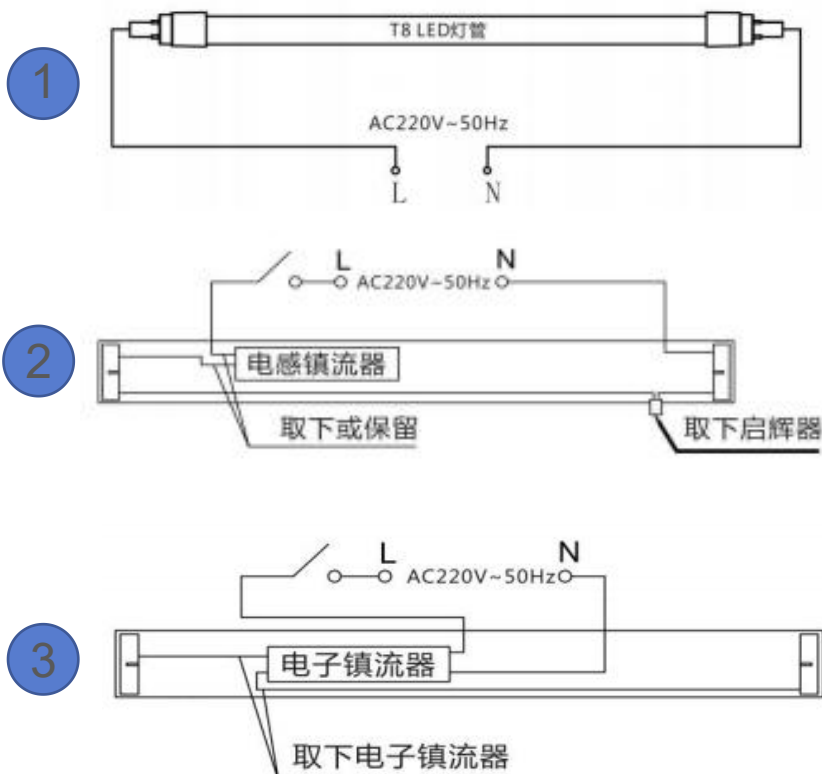 1
T8 LED灯管
AC220V~50Hz
L
N
2
L
AC220V~50Hz
N
电感镇流器
取下或保留
取下启辉器
3
L
AC220V~50Hz
N
电子镇流器
取下电子镇流器